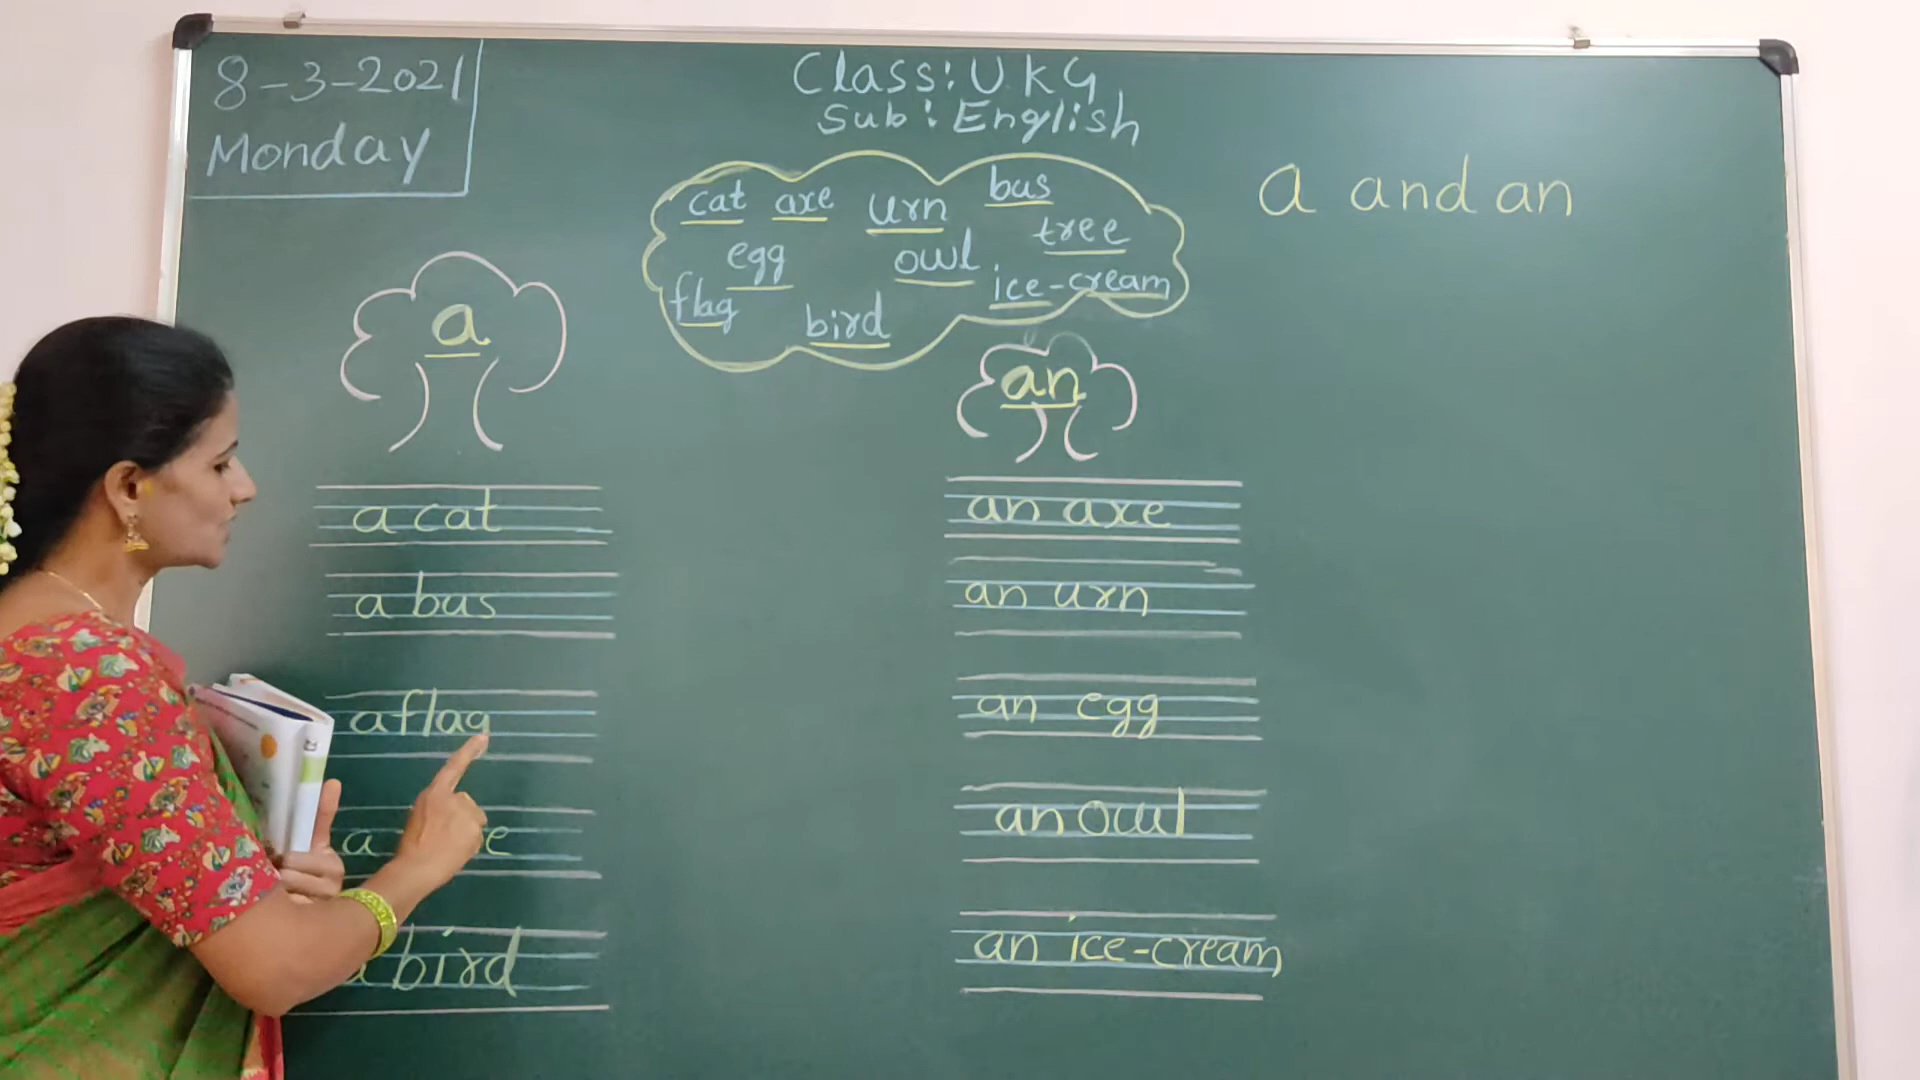 8-3-2021
Monday
Class: UKG
Sub: English
a and an
cat axe urn bus
egg owl tree
flag bird ice-cream
a
a cat
a bus
a flag
a
a bird
an
an axe
an urn
an egg
an owl
an ice-cream